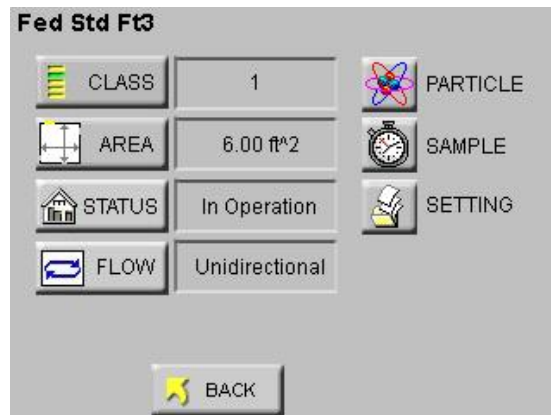 Fed Std Ft3
CLASS 1 PARTICLE
AREA 6.00 ft^2 SAMPLE
STATUS In Operation SETTING
FLOW Unidirectional
BACK